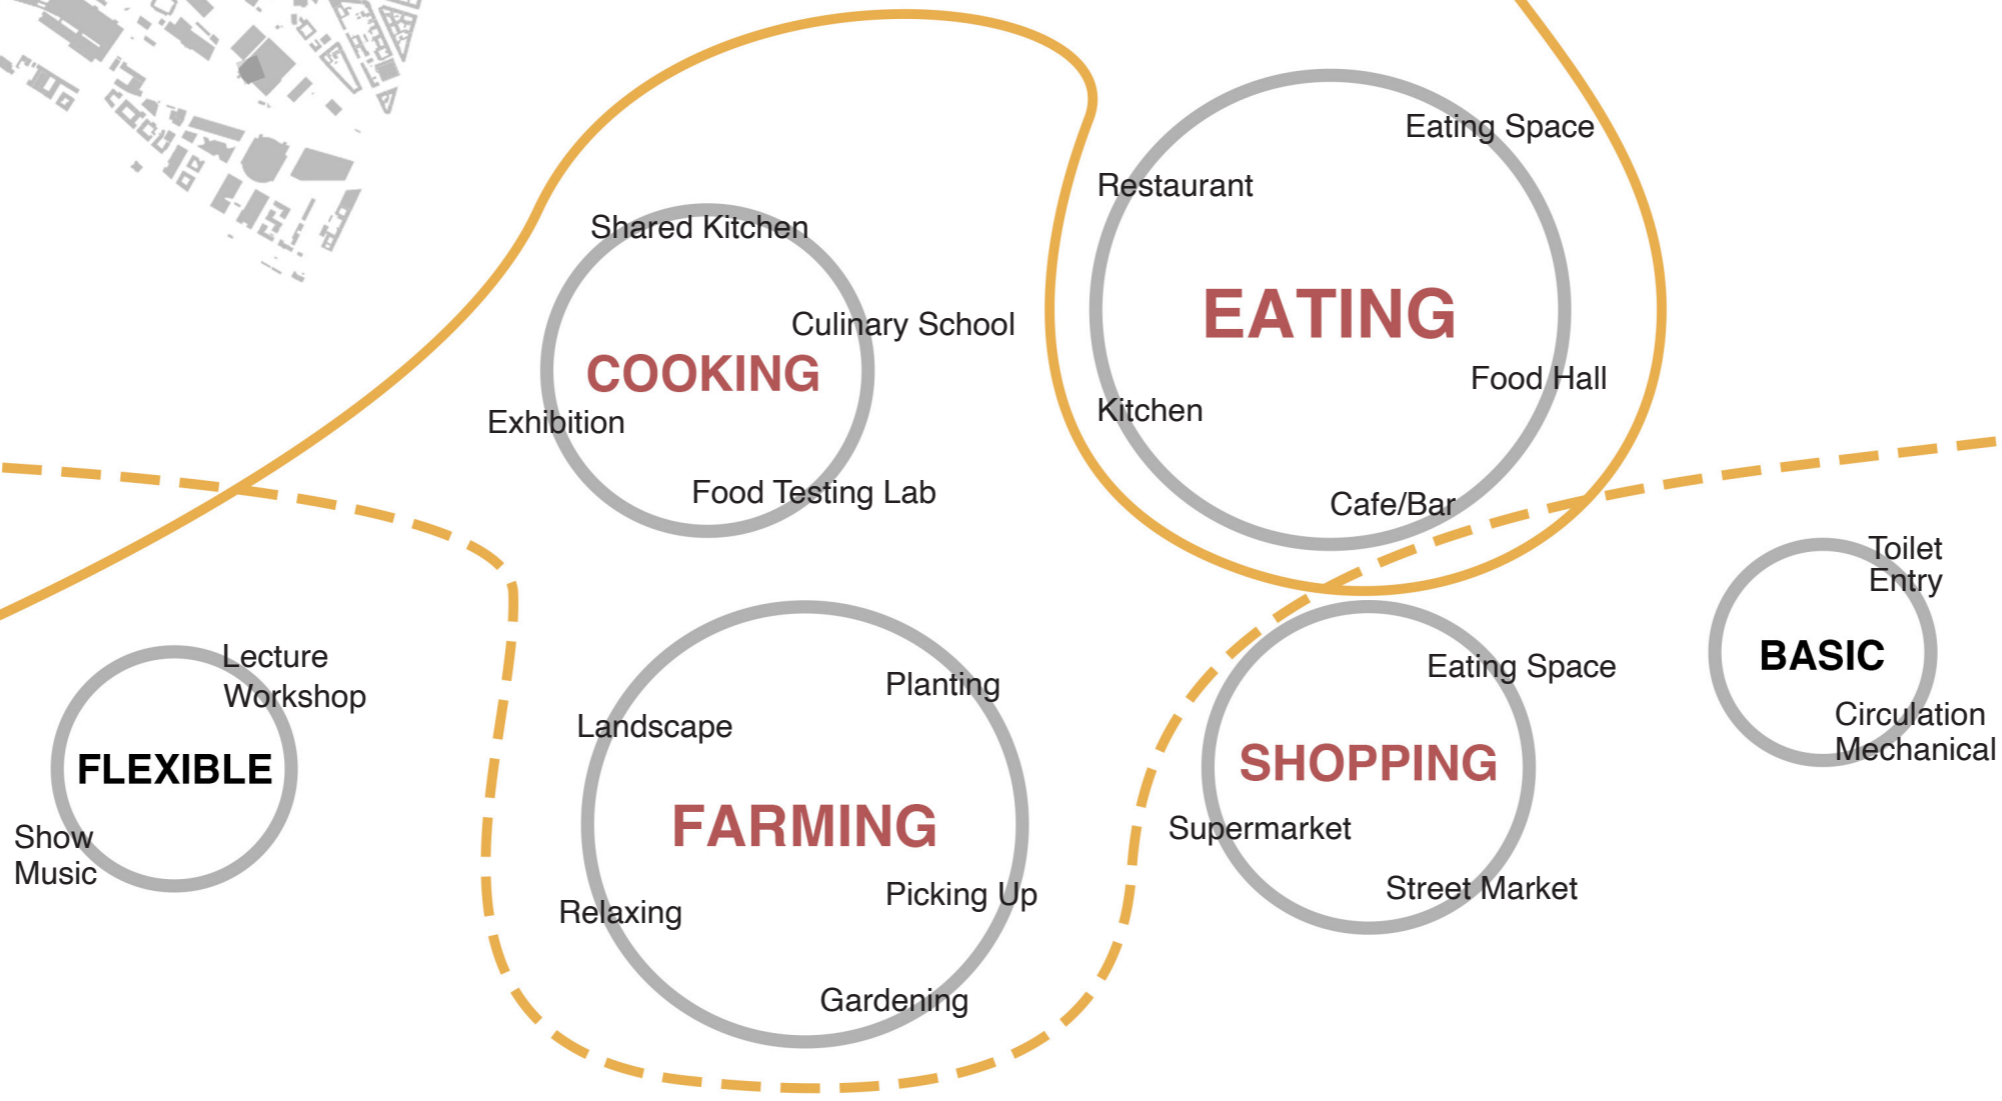 Eating Space
Restaurant
EATING
Food Hall
Kitchen
Cafe/Bar
Shared Kitchen
Culinary School
COOKING
Exhibition
Food Testing Lab
Toilet
Entry
BASIC
Circulation
Mechanical
Lecture
Workshop
FLEXIBLE
Show
Music
Planting
Landscape
FARMING
Picking Up
Relaxing
Gardening
Eating Space
SHOPPING
Supermarket
Street Market